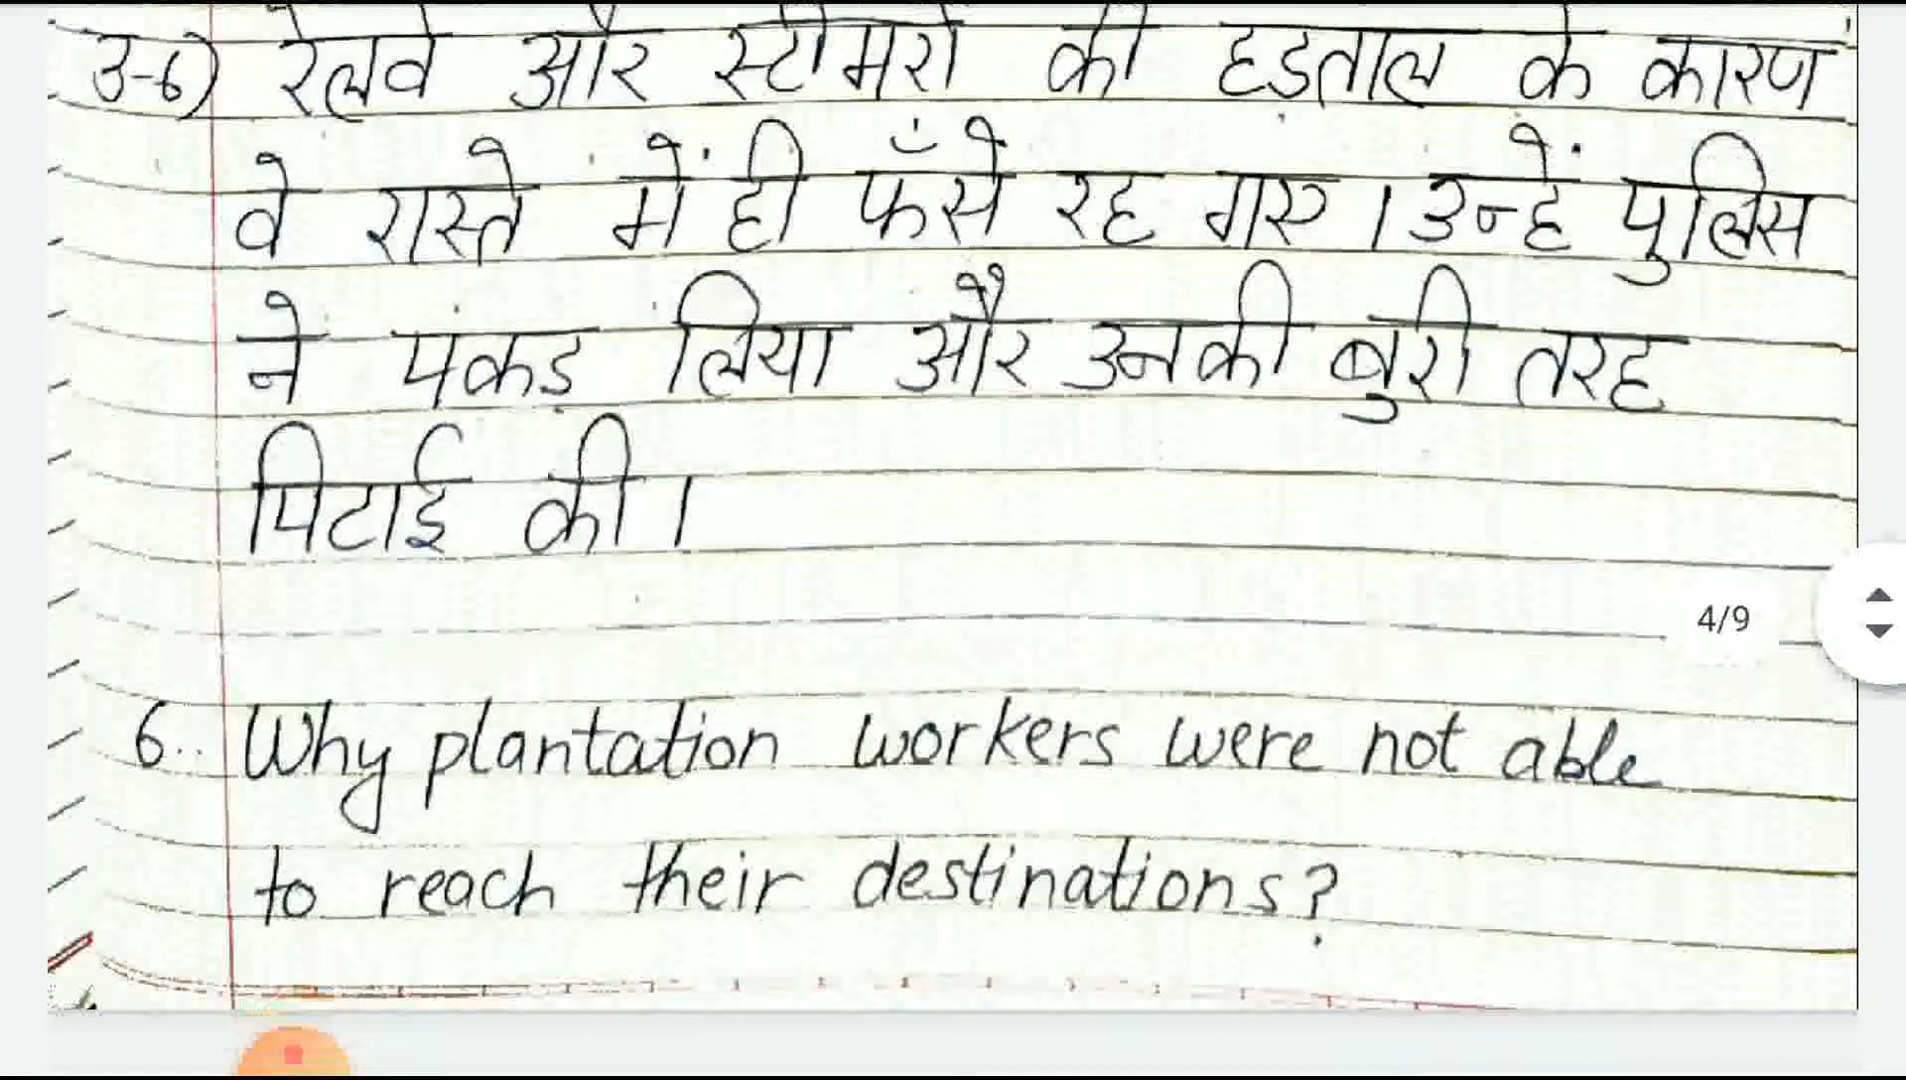 उ-6) रेलवे और स्टीमरों की हड़ताल के कारण
वे रास्ते में ही फँसे रह गए । उन्हें पुलिस
ने पकड़ लिया और उनकी बुरी तरह
पिटाई की ।
4/9
6. Why plantation workers were not able
to reach their destinations?